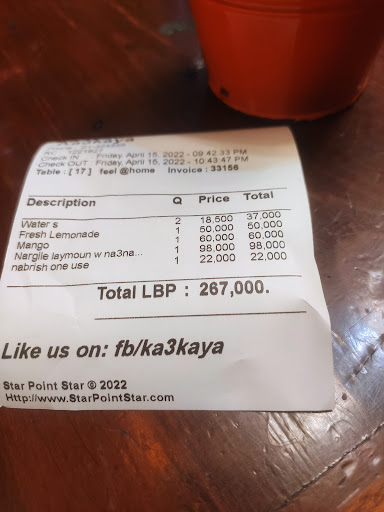 Check IN : Friday, April 15, 2022 - 09:42:33 PM
Check OUT : Friday, April 15, 2022 - 10:43:47 PM
Table : [ 17 ] feel @home Invoice : 33156
Description Q Price Total
Water s 2 18,500 37,000
Fresh Lemonade 1 50,000 50,000
Mango 1 60,000 60,000
Nargile laymoun w na3na... 1 98,000 98,000
nabrish one use 1 22,000 22,000
Total LBP : 267,000.
Like us on: fb/ka3kaya
Star Point Star © 2022
Http://www.StarPointStar.com